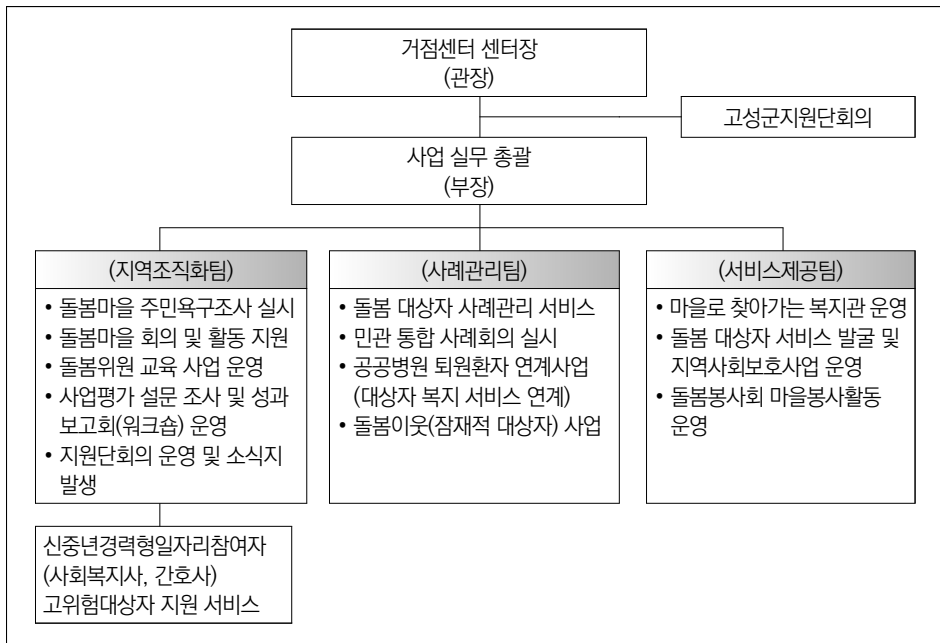 거점센터 센터장
(관장)
고성군지원단회의
사업 실무 총괄
(부장)
(지역조직화팀)
• 돌봄마을 주민욕구조사 실시
• 돌봄마을 회의 및 활동 지원
• 돌봄위원 교육 사업 운영
• 사업평가 설문 조사 및 성과
보고회(워크숍) 운영
• 지원단회의 운영 및 소식지
발생
신중년경력형일자리참여자
(사회복지사, 간호사)
고위험대상자 지원 서비스
(사례관리팀)
• 돌봄 대상자 사례관리 서비스
• 민관 통합 사례회의 실시
• 공공병원 퇴원환자 연계사업
(대상자 복지 서비스 연계)
• 돌봄이웃(잠재적 대상자) 사업
(서비스제공팀)
• 마을로 찾아가는 복지관 운영
• 돌봄 대상자 서비스 발굴 및
지역사회보호사업 운영
• 돌봄봉사회 마을봉사활동
운영